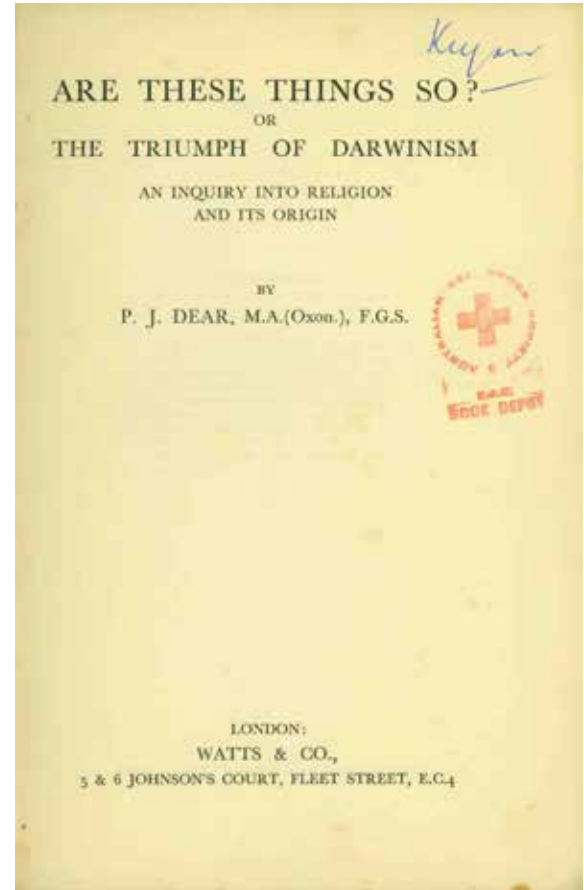 ARE THESE THINGS SO?
OR
THE TRIUMPH OF DARWINISM
AN INQUIRY INTO RELIGION
AND ITS ORIGIN
BY
P. J. DEAR, M.A.(Oxon.), F.G.S.
AUSTRALIAN
BOOK DEPOT
LONDON:
WATTS & CO.,
5 & 6 JOHNSON'S COURT, FLEET STREET, E.C.4